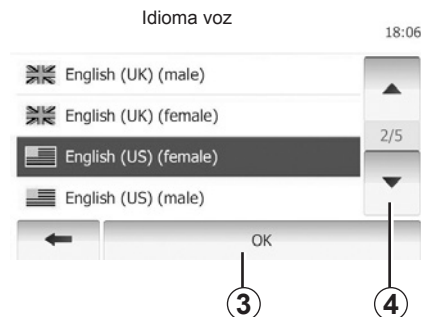 Idioma voz
18:06
English (UK) (male)
English (UK) (female)
2/5
English (US) (female)
English (US) (male)
OK
3
4